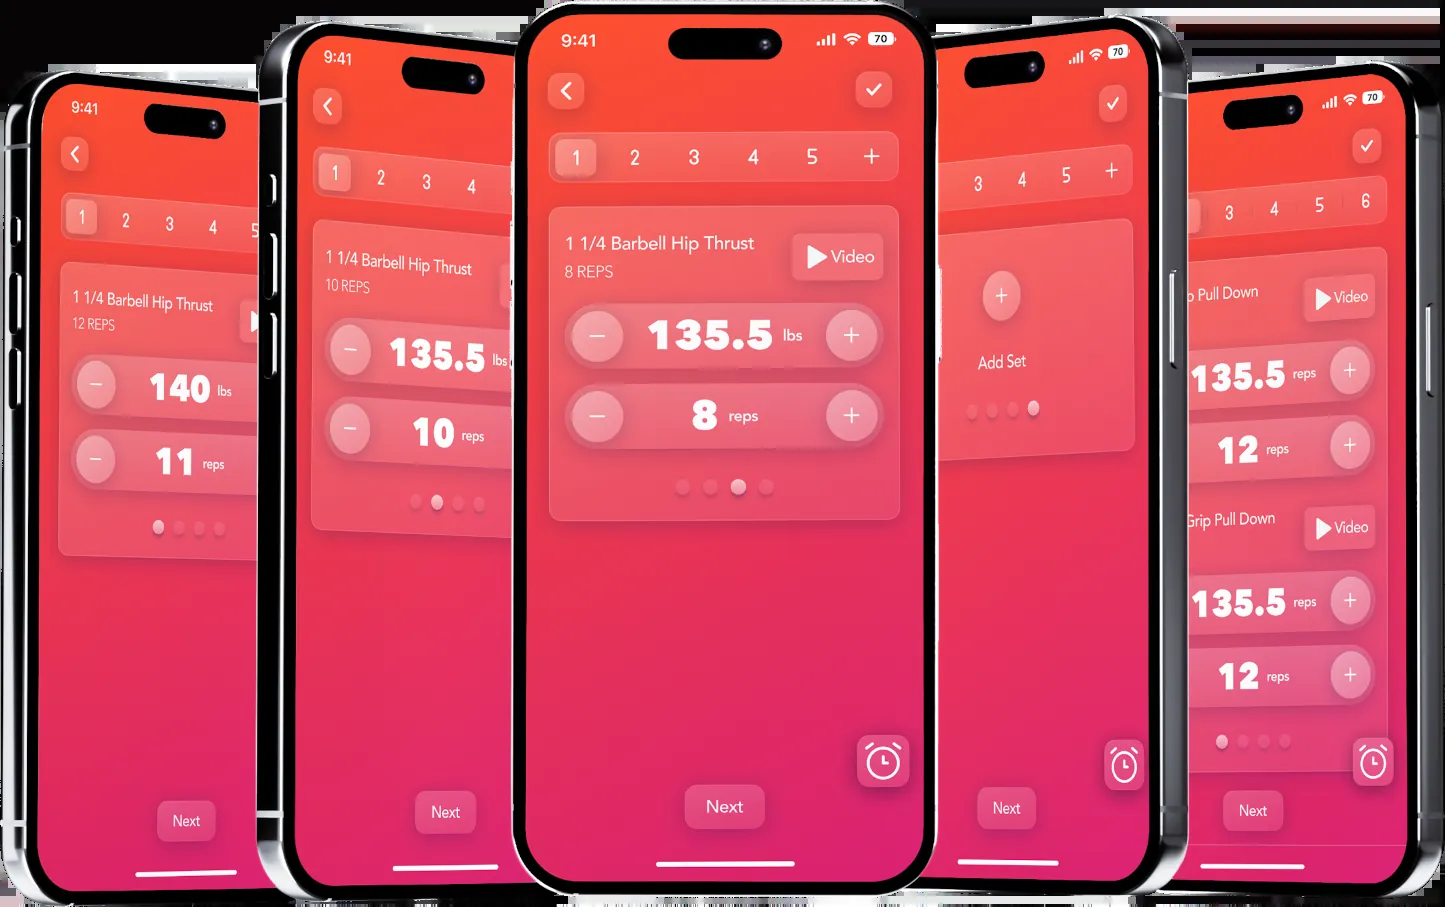 9:41
1 2 3 4 5
1 1/4 Barbell Hip Thrust
12 REPS
− 140 lbs
− 11 reps
Next
9:41
1 2 3 4
1 1/4 Barbell Hip Thrust
10 REPS
− 135.5 lbs
− 10 reps
Next
9:41 70
1 2 3 4 5 +
1 1/4 Barbell Hip Thrust
8 REPS
Video
− 135.5 lbs +
− 8 reps +
Next
70
3 4 5 +
+
Add Set
Next
70
3 4 5 6
Pull Down
Video
135.5 reps +
12 reps +
Grip Pull Down
Video
135.5 reps +
12 reps +
Next